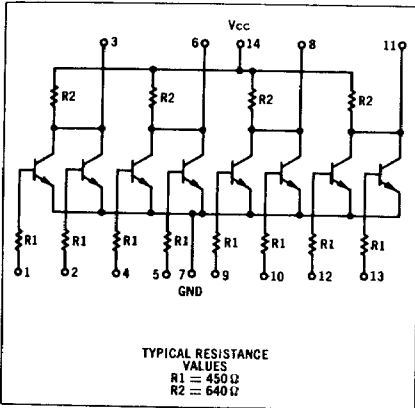 Vcc
3 6 14 8 11
R2 R2 R2 R2
R1 R1 R1 R1 R1 R1 R1 R1
1 2 4 5 7 9 10 12 13
GND
TYPICAL RESISTANCE
VALUES
R1 = 450Ω
R2 = 640Ω